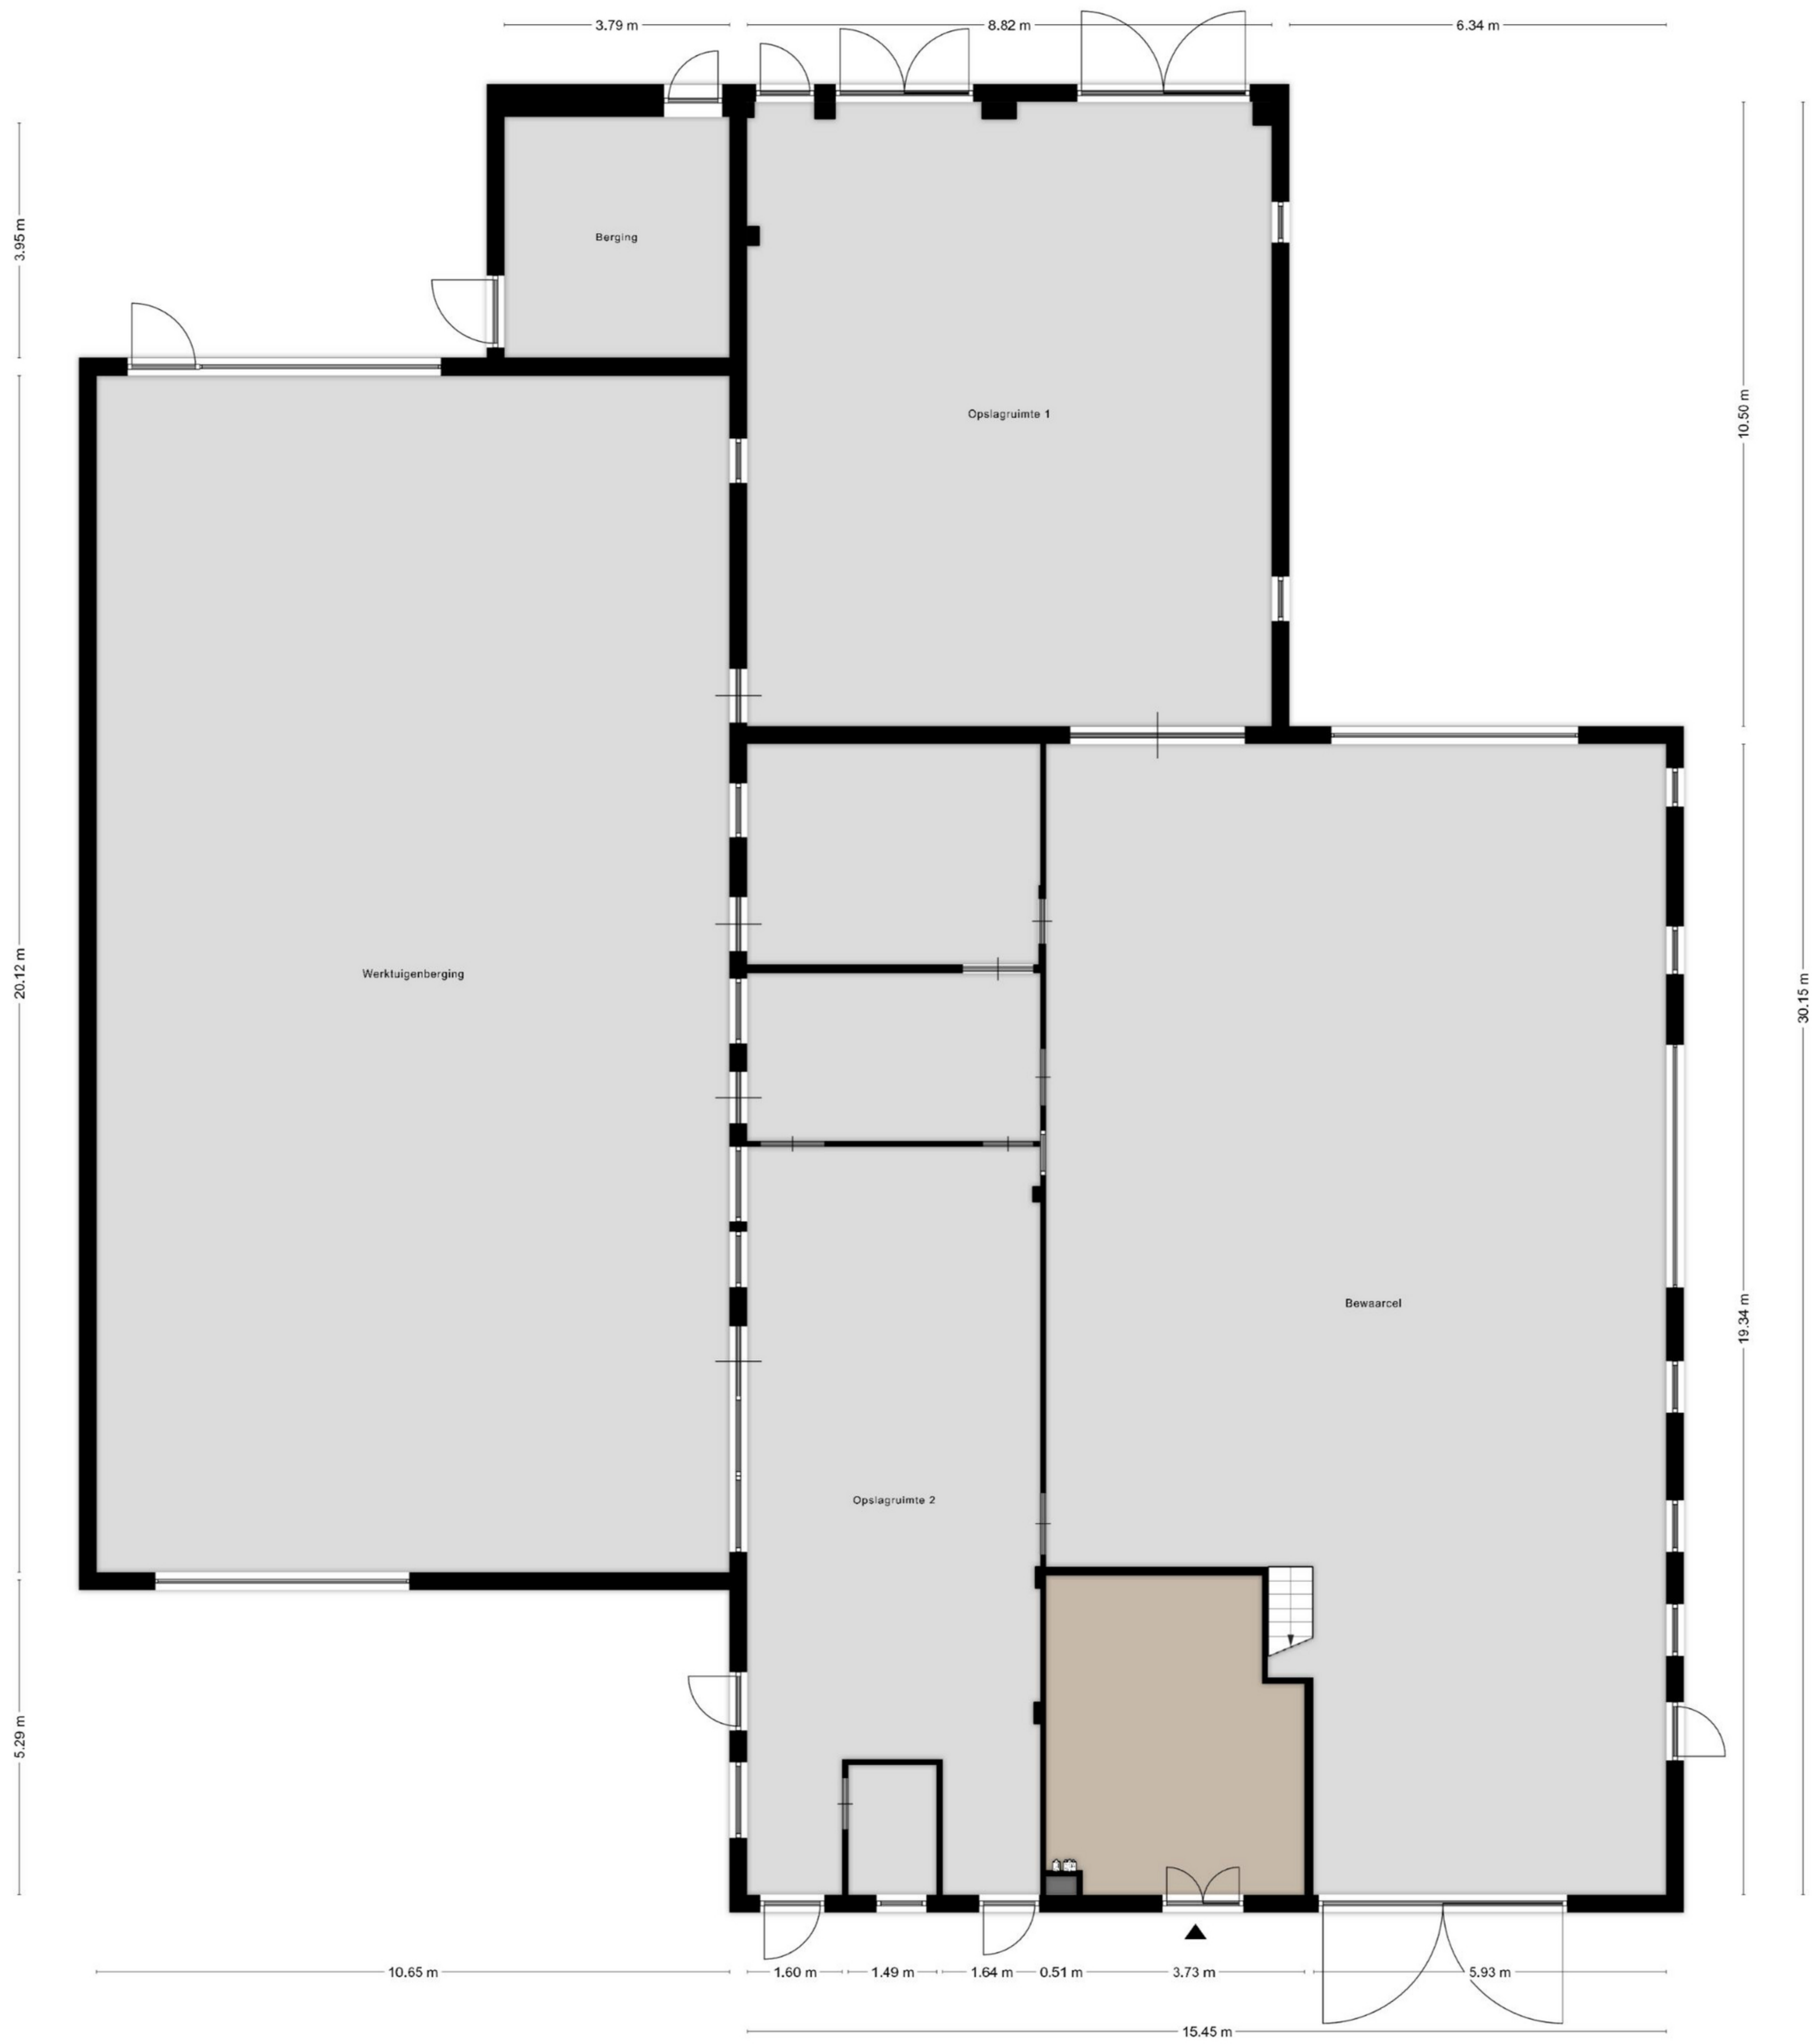 3.79 m
8.82 m
6.34 m
3.95 m
Berging
10.50 m
Opslagruimte 1
20.12 m
Werktuigenberging
30.15 m
19.34 m
Bewaarcel
Opslagruimte 2
5.29 m
10.65 m
1.60 m
1.49 m
1.64 m
0.51 m
3.73 m
5.93 m
15.45 m